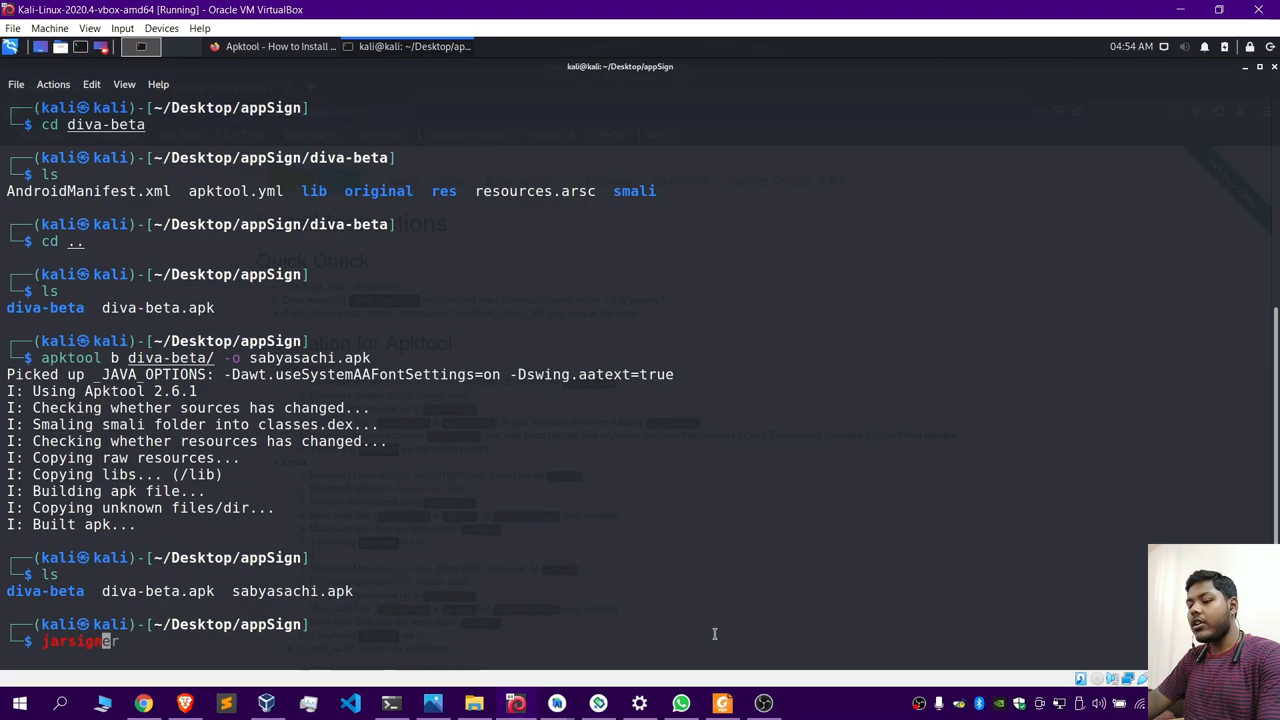 Kali-Linux-2020.4-vbox-amd64 [Running] - Oracle VM VirtualBox
File Machine View Input Devices Help
Apktool - How to Install ... kali@kali: ~/Desktop/ap... 04:54 AM
kali@kali: ~/Desktop/appSign
File Actions Edit View Help
┌──(kali㉿kali)-[~/Desktop/appSign]
└─$ cd diva-beta
┌──(kali㉿kali)-[~/Desktop/appSign/diva-beta]
└─$ ls
AndroidManifest.xml apktool.yml lib original res resources.arsc smali
┌──(kali㉿kali)-[~/Desktop/appSign/diva-beta]
└─$ cd ..
┌──(kali㉿kali)-[~/Desktop/appSign]
└─$ ls
diva-beta diva-beta.apk
┌──(kali㉿kali)-[~/Desktop/appSign]
└─$ apktool b diva-beta/ -o sabyasachi.apk
Picked up _JAVA_OPTIONS: -Dawt.useSystemAAFontSettings=on -Dswing.aatext=true
I: Using Apktool 2.6.1
I: Checking whether sources has changed...
I: Smaling smali folder into classes.dex...
I: Checking whether resources has changed...
I: Copying raw resources...
I: Copying libs... (/lib)
I: Building apk file...
I: Copying unknown files/dir...
I: Built apk...
┌──(kali㉿kali)-[~/Desktop/appSign]
└─$ ls
diva-beta diva-beta.apk sabyasachi.apk
┌──(kali㉿kali)-[~/Desktop/appSign]
└─$ jarsigner
Quick Check